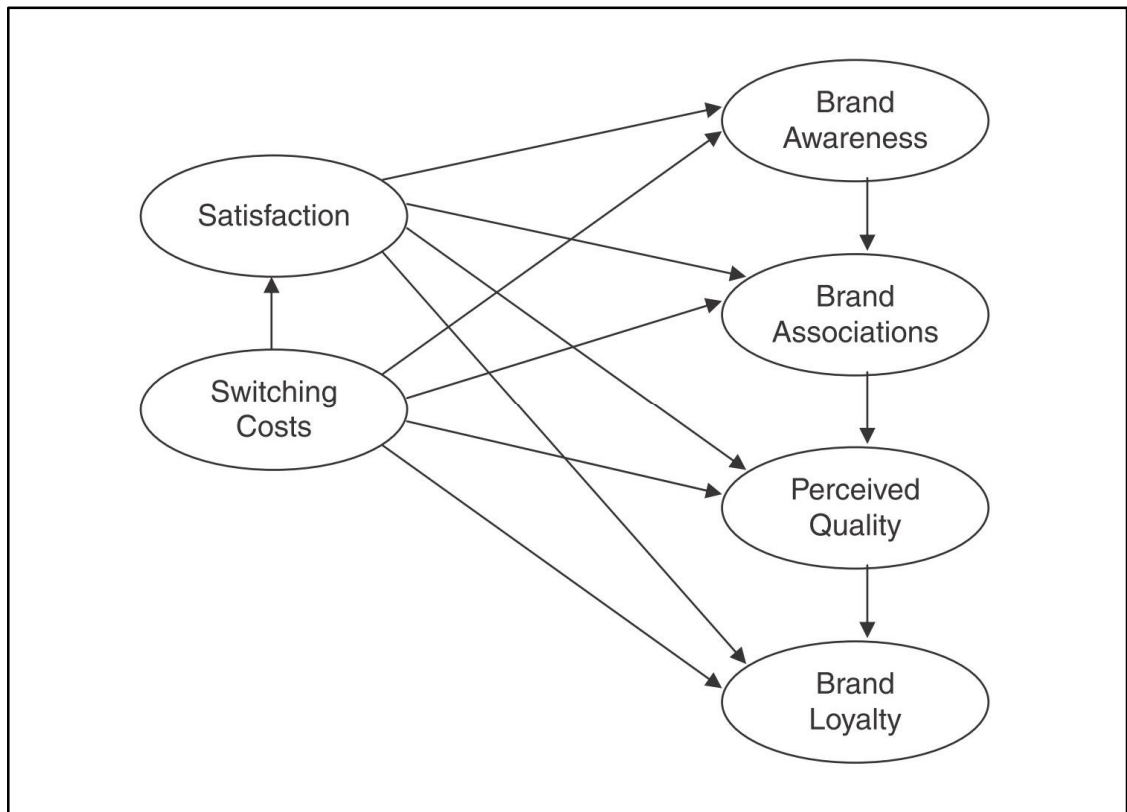 Satisfaction
Switching
Costs
Brand
Awareness
Brand
Associations
Perceived
Quality
Brand
Loyalty